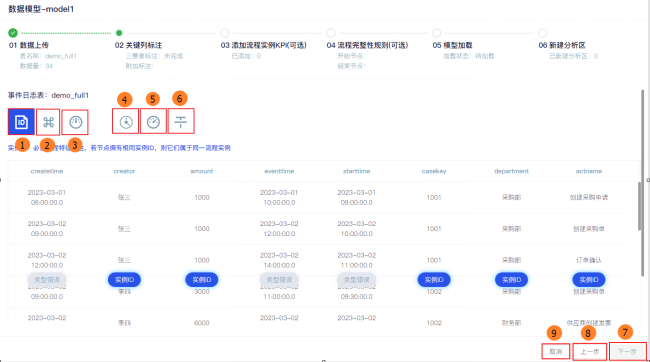 数据模型-model1
01 数据上传
表名称: demo_full1
数据量: 34
02 关键列标注
三要素标注: 未完成
附加标注:
03 添加流程实例KPI(可选)
已添加: 0
04 流程完整性规则(可选)
开始节点:
结束节点:
05 模型加载
加载状态: 待加载
06 新建分析区
已新建分析区: 0
事件日志表: demo_full1
4 5 6
ID
1 2 3
若节点拥有相同实例ID，则它们属于同一流程实例
createtime creator amount eventtime starttime casekey department actname
2023-03-01 08:00:00.0 张三 1000 2023-03-01 10:00:00.0 2023-03-01 09:00:00.0 1001 采购部 创建采购申请
2023-03-02 09:00:00.0 张三 1000 2023-03-02 12:00:00.0 2023-03-02 10:00:00.0 1001 采购部 创建采购单
2023-03-02 12:00:00.0 张三 1000 2023-03-02 14:00:00.0 2023-03-02 11:00:00.0 1001 采购部 订单确认
类型错误 实例ID 实例ID 类型错误 类型错误 实例ID 实例ID 实例ID
09:00:00.0 李四 3000 11:00:00.0 09:30:00.0 1002 采购部 创建采购单
2023-03-02 李四 6000 2023-03-02 2023-03-02 1002 财务部 供应商创建发票
9 8 7
取消 上一步 下一步